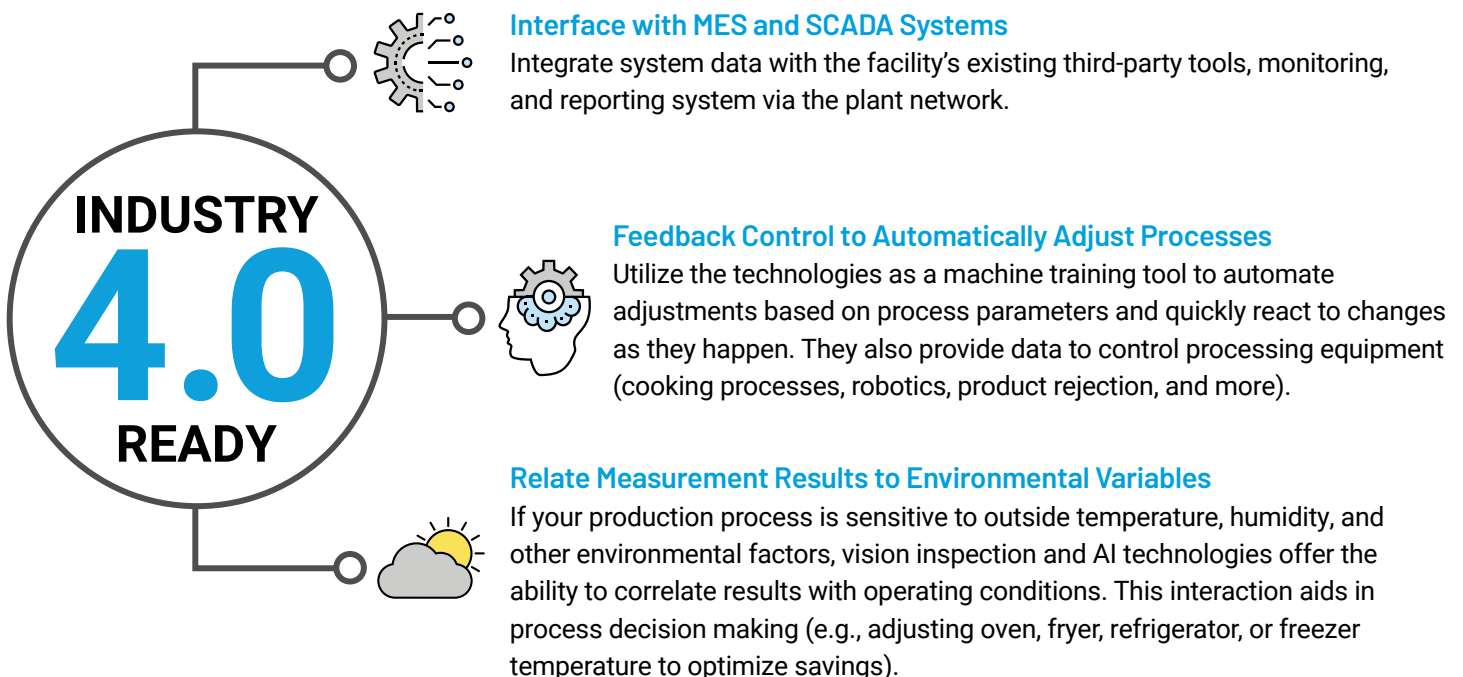 Interface with MES and SCADA Systems
Integrate system data with the facility’s existing third-party tools, monitoring,
and reporting system via the plant network.
INDUSTRY
4.0
READY
Feedback Control to Automatically Adjust Processes
Utilize the technologies as a machine training tool to automate
adjustments based on process parameters and quickly react to changes
as they happen. They also provide data to control processing equipment
(cooking processes, robotics, product rejection, and more).
Relate Measurement Results to Environmental Variables
If your production process is sensitive to outside temperature, humidity, and
other environmental factors, vision inspection and AI technologies offer the
ability to correlate results with operating conditions. This interaction aids in
process decision making (e.g., adjusting oven, fryer, refrigerator, or freezer
temperature to optimize savings).